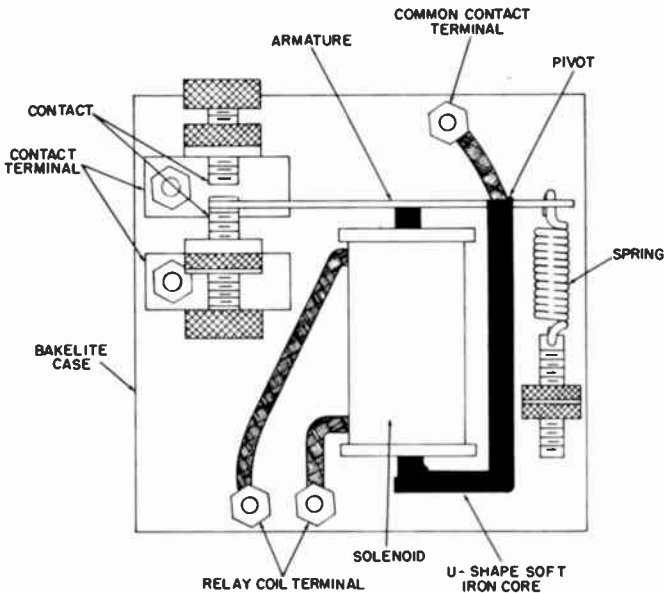 COMMON CONTACT
TERMINAL
ARMATURE
PIVOT
CONTACT
CONTACT
TERMINAL
SPRING
BAKELITE
CASE
SOLENOID
RELAY COIL TERMINAL
U- SHAPE SOFT
IRON CORE